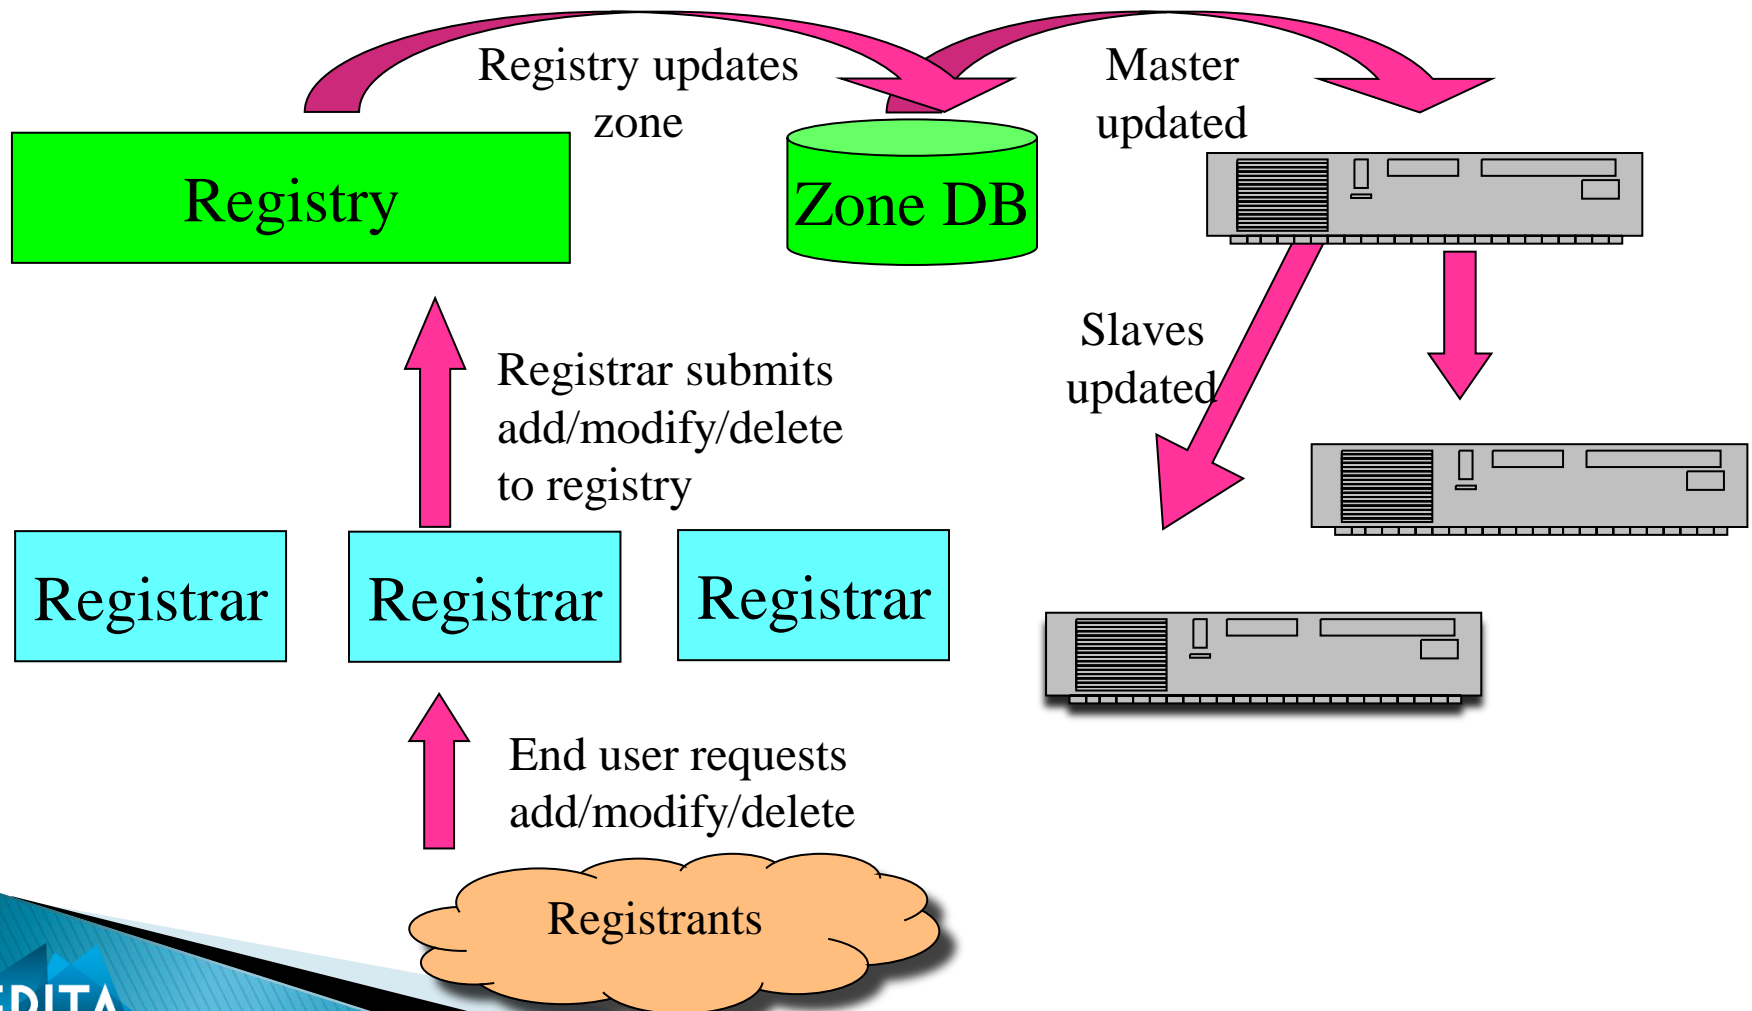 Registry updates
zone
Master
updated
Registry
Zone DB
Slaves
updated
Registrar submits
add/modify/delete
to registry
Registrar
Registrar
Registrar
End user requests
add/modify/delete
Registrants